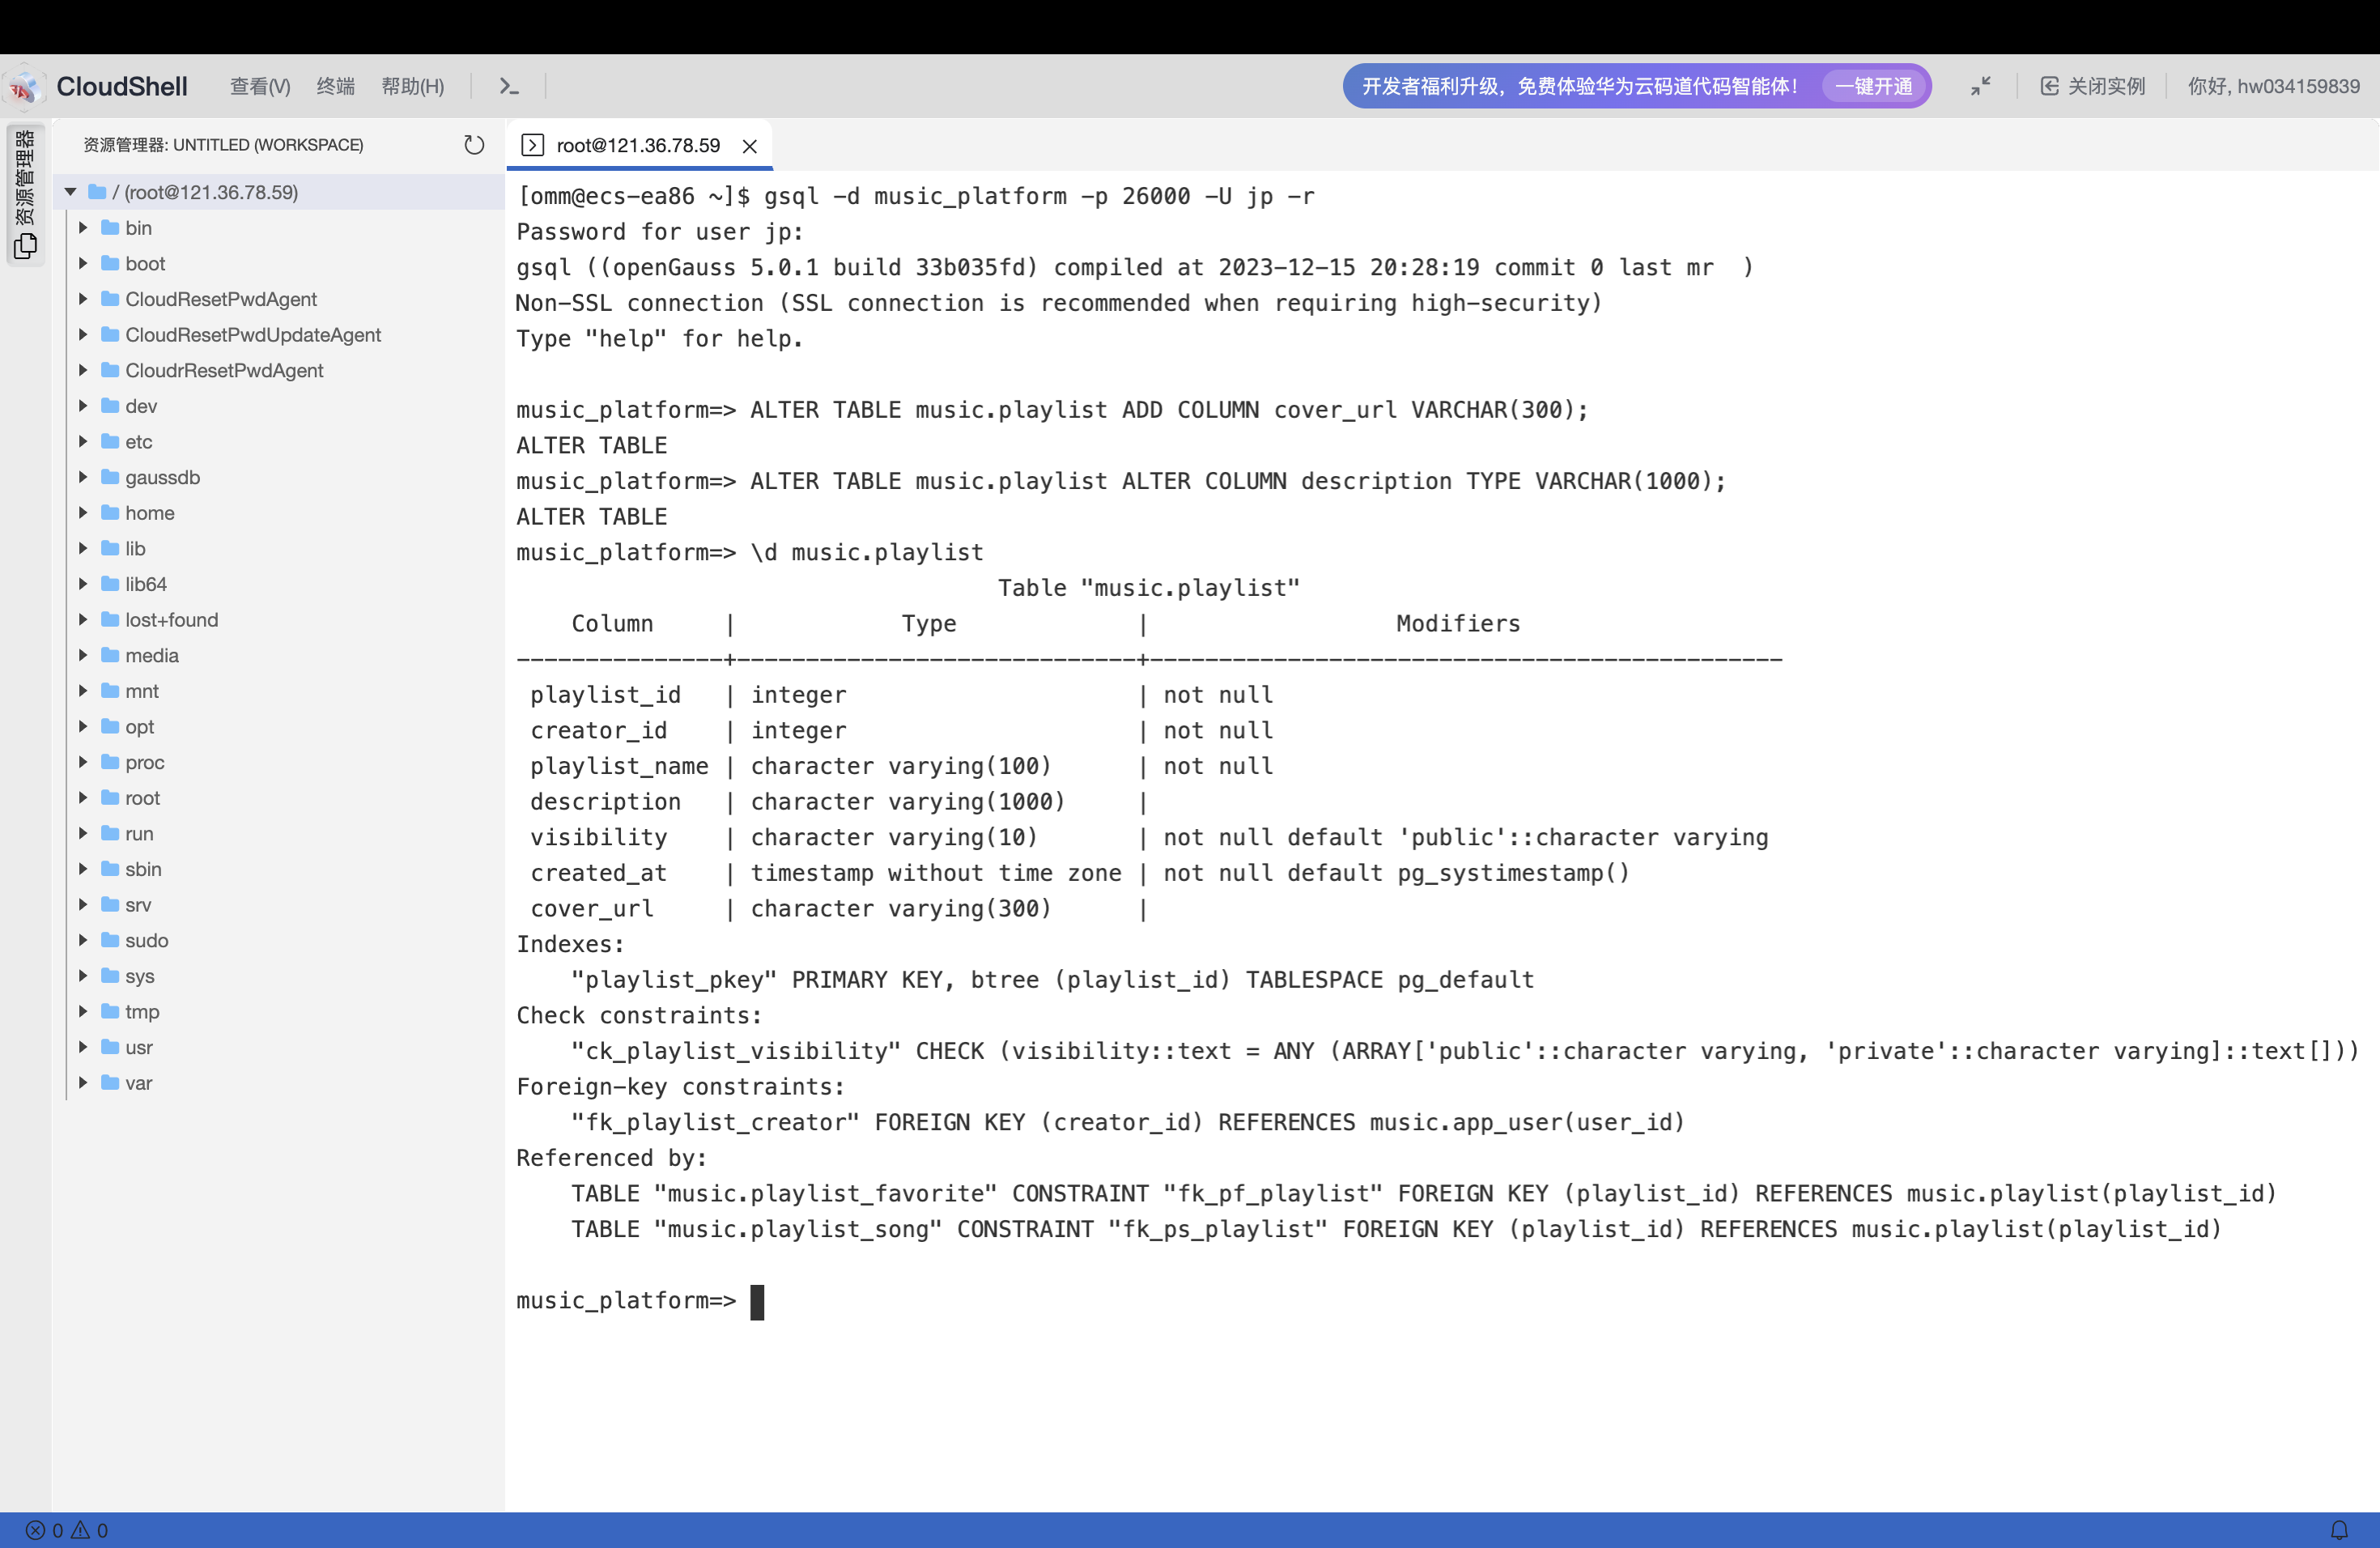 CloudShell 查看(V) 终端 帮助(H) 开发者福利升级，免费体验华为云码道代码智能体！ 一键开通 关闭实例 你好, hw034159839
资源管理器
资源管理器: UNTITLED (WORKSPACE)
/ (root@121.36.78.59)
bin
boot
CloudResetPwdAgent
CloudResetPwdUpdateAgent
CloudrResetPwdAgent
dev
etc
gaussdb
home
lib
lib64
lost+found
media
mnt
opt
proc
root
run
sbin
srv
sudo
sys
tmp
usr
var
root@121.36.78.59
[omm@ecs-ea86 ~]$ gsql -d music_platform -p 26000 -U jp -r
Password for user jp:
gsql ((openGauss 5.0.1 build 33b035fd) compiled at 2023-12-15 20:28:19 commit 0 last mr  )
Non-SSL connection (SSL connection is recommended when requiring high-security)
Type "help" for help.
music_platform=> ALTER TABLE music.playlist ADD COLUMN cover_url VARCHAR(300);
ALTER TABLE
music_platform=> ALTER TABLE music.playlist ALTER COLUMN description TYPE VARCHAR(1000);
ALTER TABLE
music_platform=> \d music.playlist
Table "music.playlist"
    Column     |            Type             |                  Modifiers
---------------+-----------------------------+----------------------------------------------
 playlist_id   | integer                     | not null
 creator_id    | integer                     | not null
 playlist_name | character varying(100)      | not null
 description   | character varying(1000)     |
 visibility    | character varying(10)       | not null default 'public'::character varying
 created_at    | timestamp without time zone | not null default pg_systimestamp()
 cover_url     | character varying(300)      |
Indexes:
    "playlist_pkey" PRIMARY KEY, btree (playlist_id) TABLESPACE pg_default
Check constraints:
    "ck_playlist_visibility" CHECK (visibility::text = ANY (ARRAY['public'::character varying, 'private'::character varying]::text[]))
Foreign-key constraints:
    "fk_playlist_creator" FOREIGN KEY (creator_id) REFERENCES music.app_user(user_id)
Referenced by:
    TABLE "music.playlist_favorite" CONSTRAINT "fk_pf_playlist" FOREIGN KEY (playlist_id) REFERENCES music.playlist(playlist_id)
    TABLE "music.playlist_song" CONSTRAINT "fk_ps_playlist" FOREIGN KEY (playlist_id) REFERENCES music.playlist(playlist_id)
music_platform=>
0 0